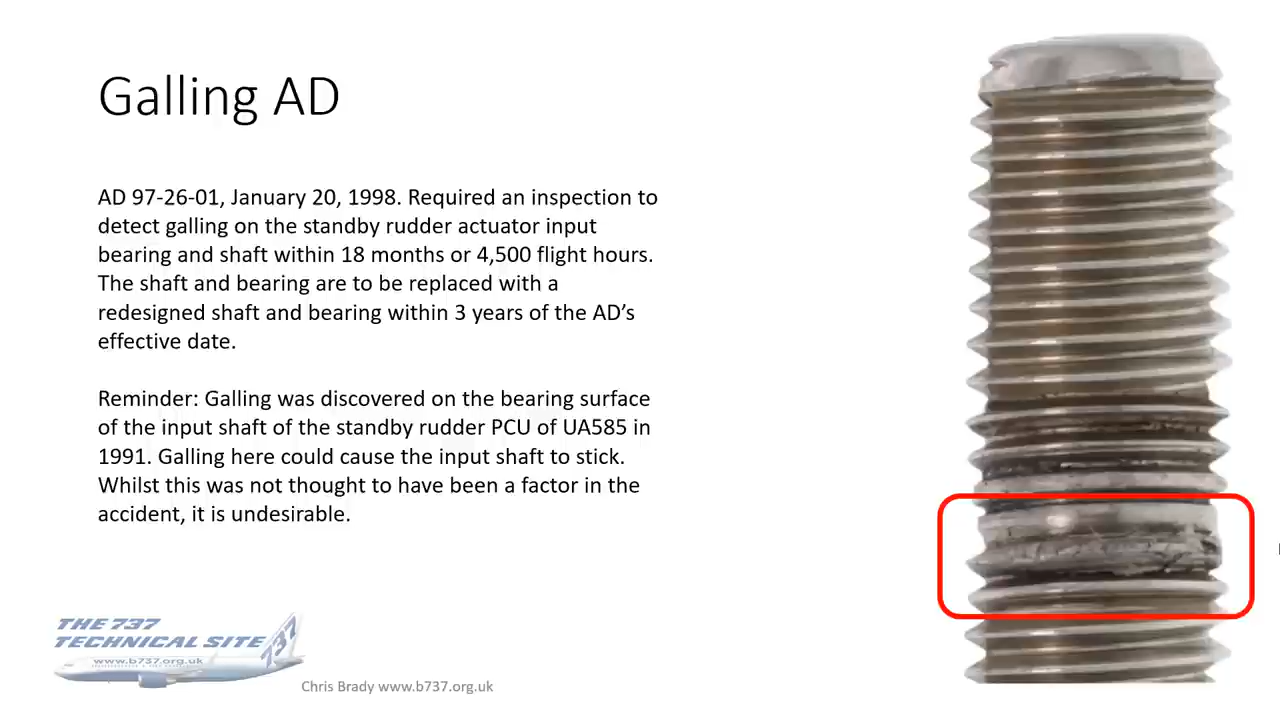 Galling AD
AD 97-26-01, January 20, 1998. Required an inspection to
detect galling on the standby rudder actuator input
bearing and shaft within 18 months or 4,500 flight hours.
The shaft and bearing are to be replaced with a
redesigned shaft and bearing within 3 years of the AD’s
effective date.
Reminder: Galling was discovered on the bearing surface
of the input shaft of the standby rudder PCU of UA585 in
1991. Galling here could cause the input shaft to stick.
Whilst this was not thought to have been a factor in the
accident, it is undesirable.
THE 737
TECHNICAL SITE
737
www.b737.org.uk
Chris Brady www.b737.org.uk